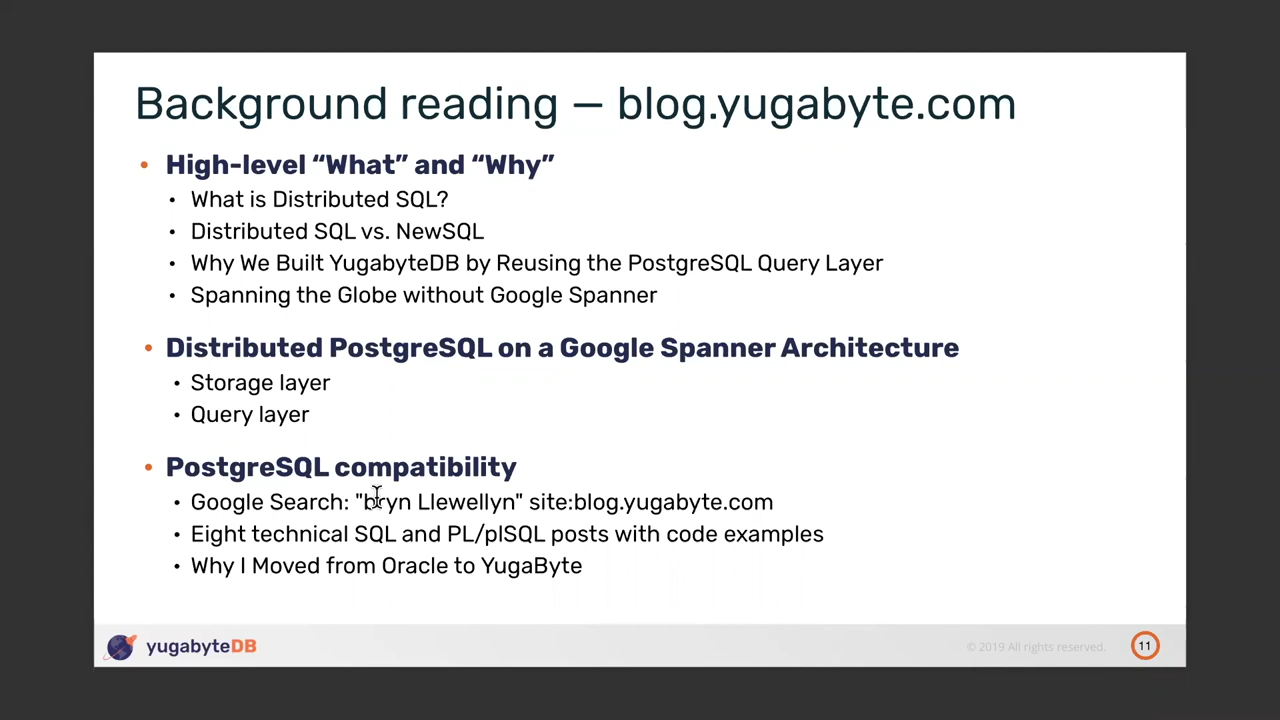 Background reading — blog.yugabyte.com
• High-level “What” and “Why”
• What is Distributed SQL?
• Distributed SQL vs. NewSQL
• Why We Built YugabyteDB by Reusing the PostgreSQL Query Layer
• Spanning the Globe without Google Spanner
• Distributed PostgreSQL on a Google Spanner Architecture
• Storage layer
• Query layer
• PostgreSQL compatibility
• Google Search: "bryn Llewellyn" site:blog.yugabyte.com
• Eight technical SQL and PL/plSQL posts with code examples
• Why I Moved from Oracle to YugaByte
yugabyteDB
© 2019 All rights reserved.
11